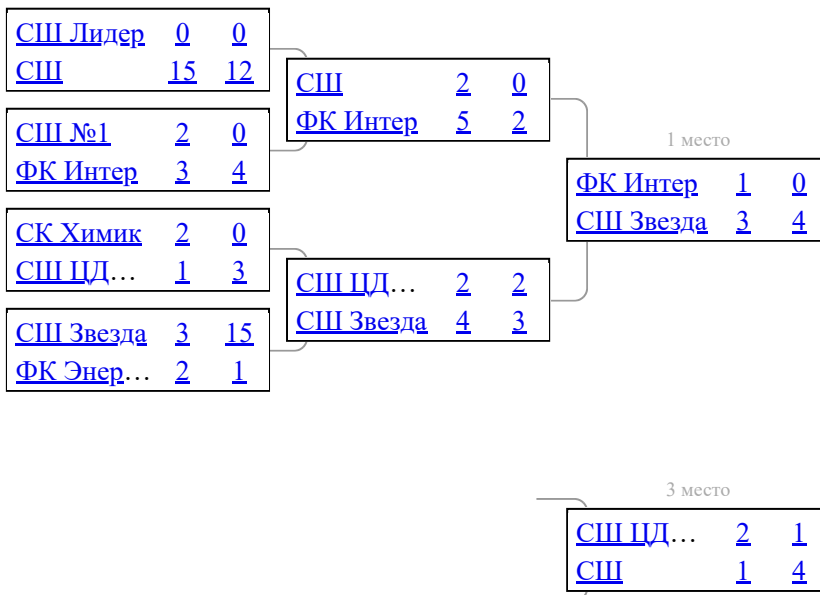 СШ Лидер 0 0
СШ 15 12
СШ №1 2 0
ФК Интер 3 4
СК Химик 2 0
СШ ЦД… 1 3
СШ Звезда 3 15
ФК Энер… 2 1
СШ 2 0
ФК Интер 5 2
СШ ЦД… 2 2
СШ Звезда 4 3
1 место
ФК Интер 1 0
СШ Звезда 3 4
3 место
СШ ЦД… 2 1
СШ 1 4